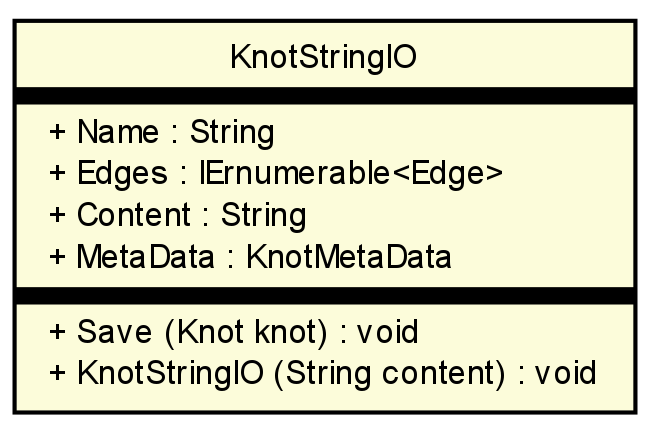 KnotStringIO
+ Name : String
+ Edges : IErnumerable<Edge>
+ Content : String
+ MetaData : KnotMetaData
+ Save (Knot knot) : void
+ KnotStringIO (String content) : void